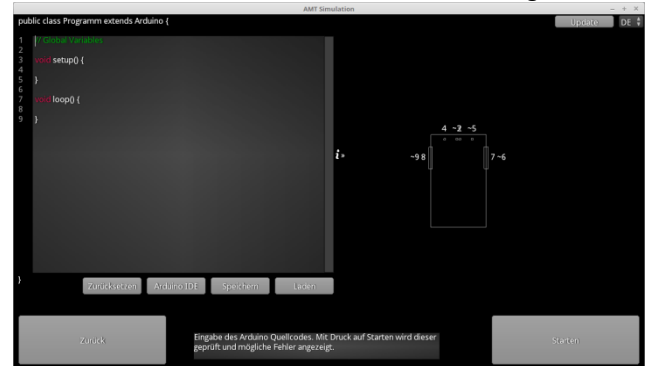 AMT Simulation
public class Programm extends Arduino {
Update DE
1 // Global Variables
2
3 void setup() {
4
5 }
6
7 void loop() {
8
9 }
4 ~3 ~5
i »
~9 8 7 ~6
}
Zurücksetzen Arduino IDE Speichern Laden
Zurück
Eingabe des Arduino Quellcodes. Mit Druck auf Starten wird dieser
geprüft und mögliche Fehler angezeigt.
Starten